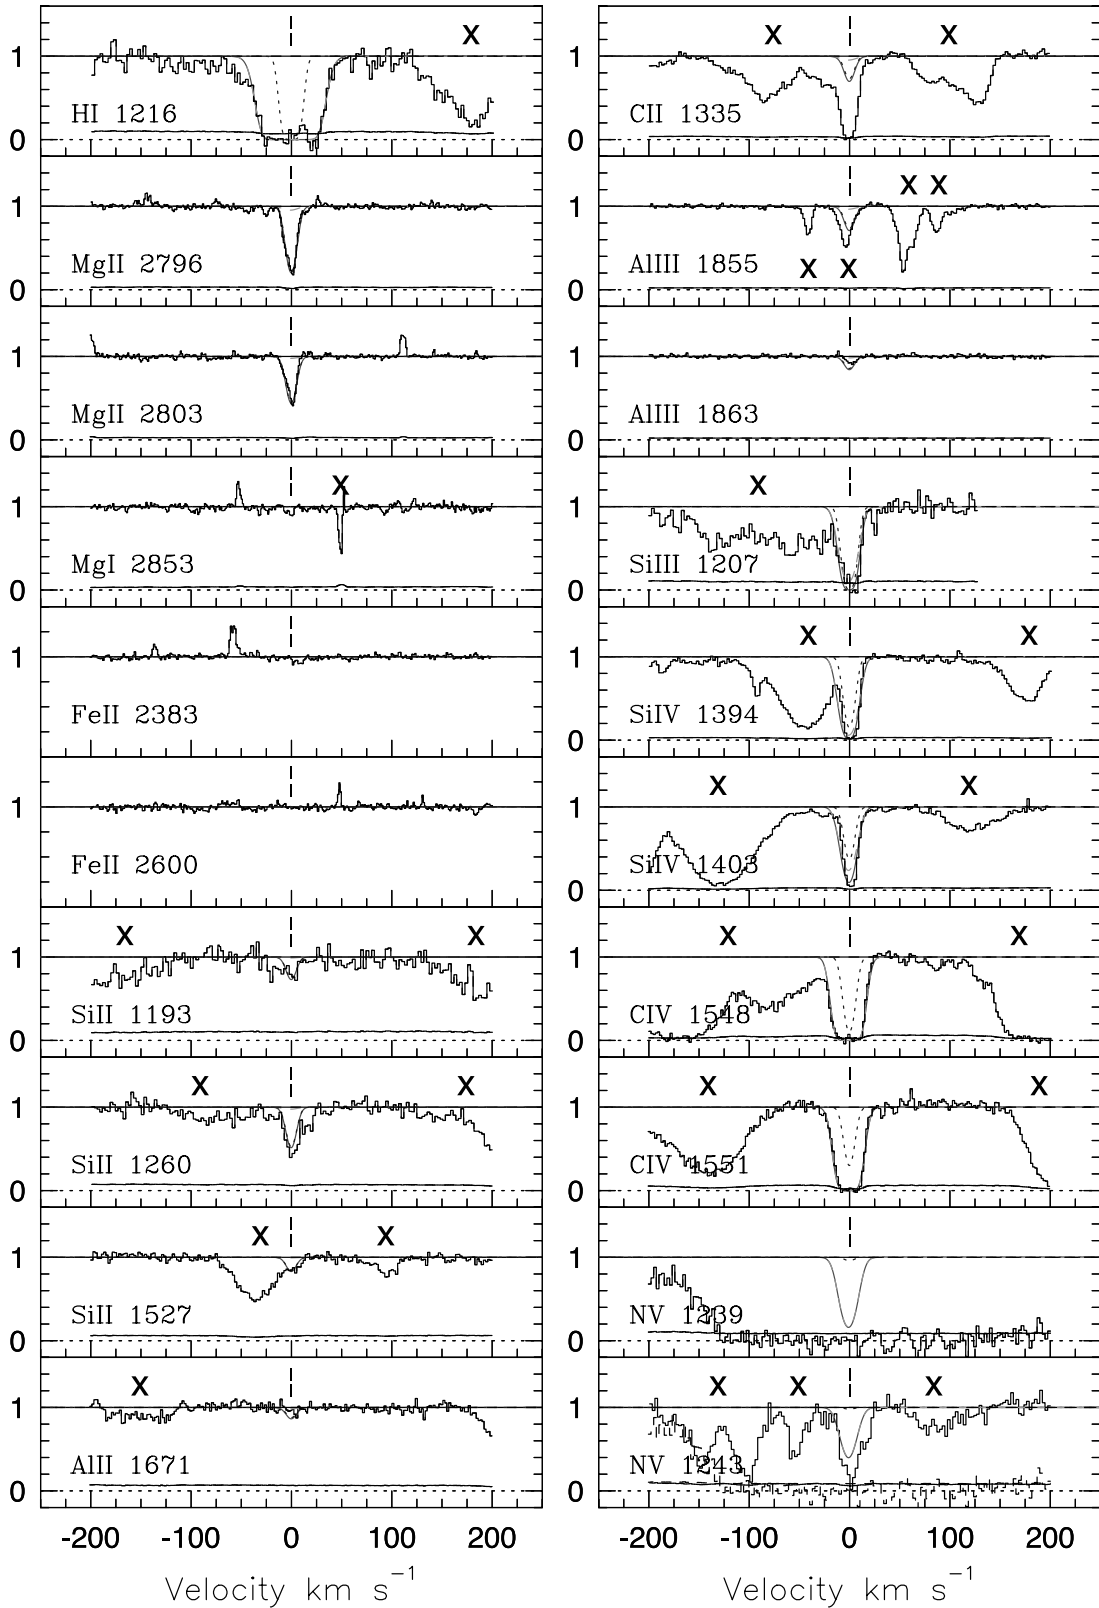 X
1
0
HI 1216
1
0
MgII 2796
1
0
MgII 2803
X
1
0
MgI 2853
1
FeII 2383
1
0
FeII 2600
X X
1
0
SiII 1193
X X
1
0
SiII 1260
X X
1
0
SiII 1527
X
1
0
AlII 1671
-200 -100 0 100 200
Velocity km s⁻¹
X X
1
0
CII 1335
X X
1
0
AlIII 1855
X X
1
0
AlIII 1863
X
1
0
SiIII 1207
X X
1
0
SiIV 1394
X X
1
0
SiIV 1403
X X
1
0
CIV 1548
X X
1
0
CIV 1551
1
0
NV 1239
X X X
1
0
NV 1243
-200 -100 0 100 200
Velocity km s⁻¹